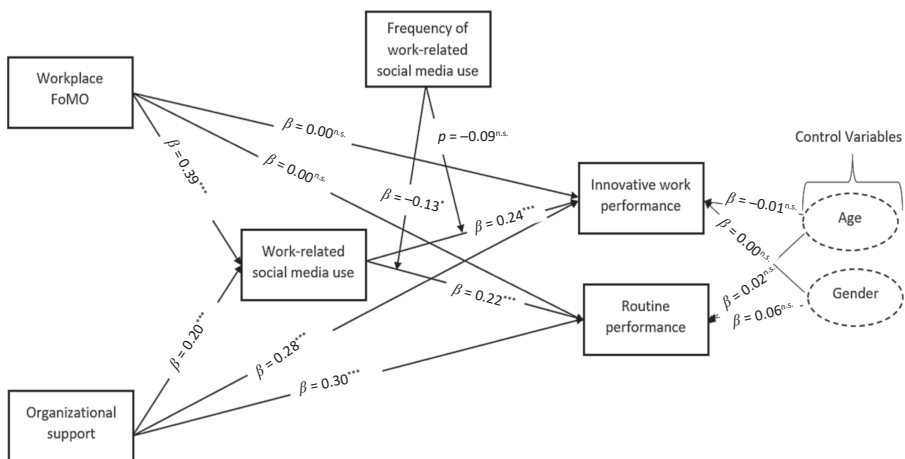 Frequency of
work-related
social media use
Workplace
FoMO
β = 0.00n.s.
p = −0.09n.s.
Control Variables
β = 0.39***
β = 0.00n.s.
Innovative work
performance
β = −0.13*
β = −0.01n.s.
Age
β = 0.24***
Work-related
social media use
β = 0.00n.s.
β = 0.02n.s.
Gender
β = 0.22***
Routine
performance
β = 0.06n.s.
β = 0.20***
β = 0.28***
β = 0.30***
Organizational
support